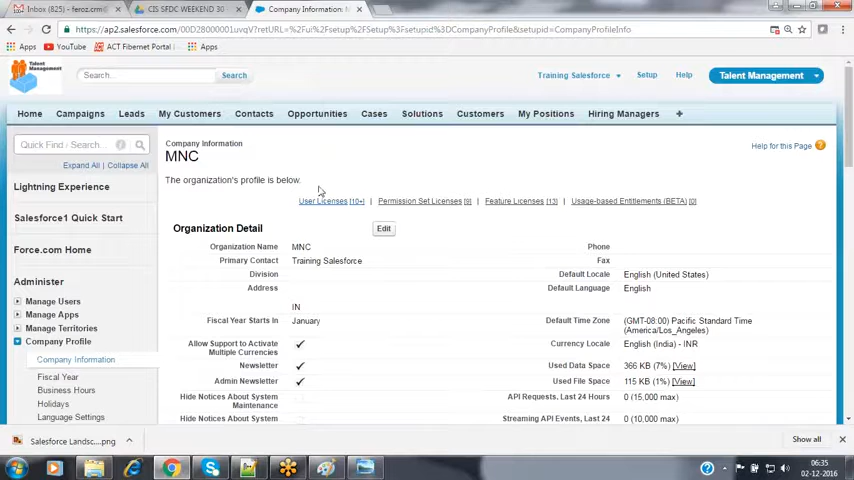 Inbox (825) - feroz.crm@
CIS SFDC WEEKEND 30
Company Information: M
https://ap2.salesforce.com/00D28000001uvqV?retURL=%2Fui%2Fsetup%2FSetup%3Fsetupid%3DCompanyProfile&setupid=CompanyProfileInfo
Apps YouTube ACT Fibernet Portal Apps
Talent Management
Search... Search
Training Salesforce Setup Help Talent Management
Home Campaigns Leads My Customers Contacts Opportunities Cases Solutions Customers My Positions Hiring Managers +
Quick Find / Search...
Expand All | Collapse All
Lightning Experience
Salesforce1 Quick Start
Force.com Home
Administer
Manage Users
Manage Apps
Manage Territories
Company Profile
Company Information
Fiscal Year
Business Hours
Holidays
Language Settings
Company Information
MNC
Help for this Page
The organization's profile is below.
User Licenses [10+] | Permission Set Licenses [9] | Feature Licenses [13] | Usage-based Entitlements (BETA) [0]
Organization Detail Edit
Organization Name MNC Phone
Primary Contact Training Salesforce Fax
Division Default Locale English (United States)
Address Default Language English
IN
Fiscal Year Starts In January Default Time Zone (GMT-08:00) Pacific Standard Time
(America/Los_Angeles)
Allow Support to Activate Currency Locale English (India) - INR
Multiple Currencies
Newsletter Used Data Space 366 KB (7%) [View]
Admin Newsletter Used File Space 115 KB (1%) [View]
Hide Notices About System API Requests, Last 24 Hours 0 (15,000 max)
Maintenance
Hide Notices About System Streaming API Events, Last 24 0 (10,000 max)
Salesforce Landsc....png
Show all
06:35
02-12-2016